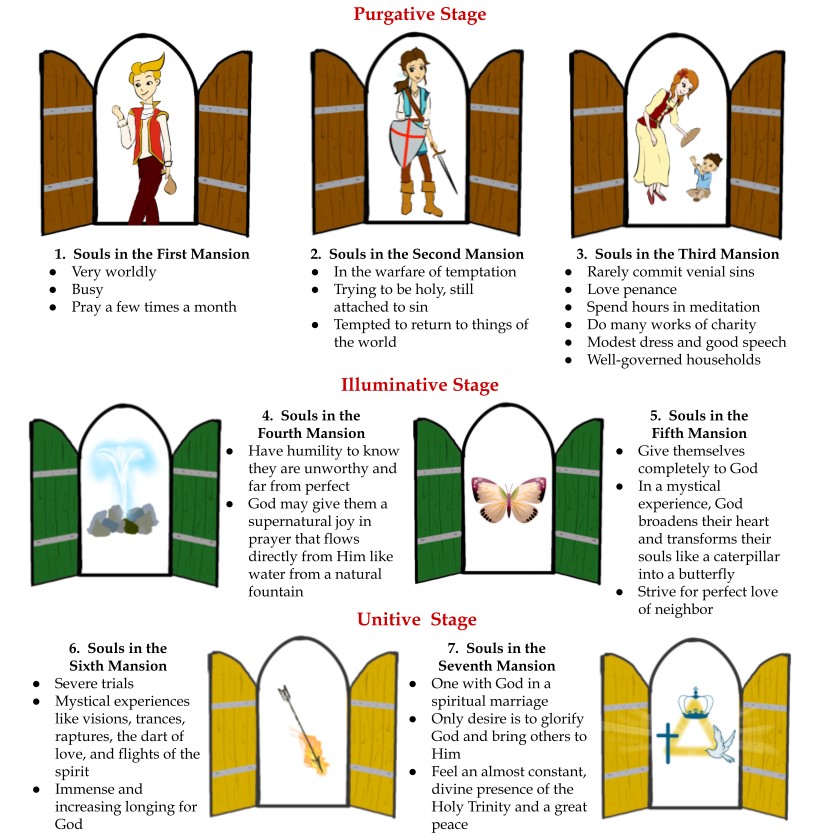 Purgative Stage
1. Souls in the First Mansion
● Very worldly
● Busy
● Pray a few times a month
2. Souls in the Second Mansion
● In the warfare of temptation
● Trying to be holy, still
attached to sin
● Tempted to return to things of
the world
3. Souls in the Third Mansion
● Rarely commit venial sins
● Love penance
● Spend hours in meditation
● Do many works of charity
● Modest dress and good speech
● Well-governed households
Illuminative Stage
4. Souls in the
Fourth Mansion
● Have humility to know
they are unworthy and
far from perfect
● God may give them a
supernatural joy in
prayer that flows
directly from Him like
water from a natural
fountain
5. Souls in the
Fifth Mansion
● Give themselves
completely to God
● In a mystical
experience, God
broadens their heart
and transforms their
souls like a caterpillar
into a butterfly
● Strive for perfect love
of neighbor
Unitive Stage
6. Souls in the
Sixth Mansion
● Severe trials
● Mystical experiences
like visions, trances,
raptures, the dart of
love, and flights of the
spirit
● Immense and
increasing longing for
God
7. Souls in the
Seventh Mansion
● One with God in a
spiritual marriage
● Only desire is to glorify
God and bring others to
Him
● Feel an almost constant,
divine presence of the
Holy Trinity and a great
peace